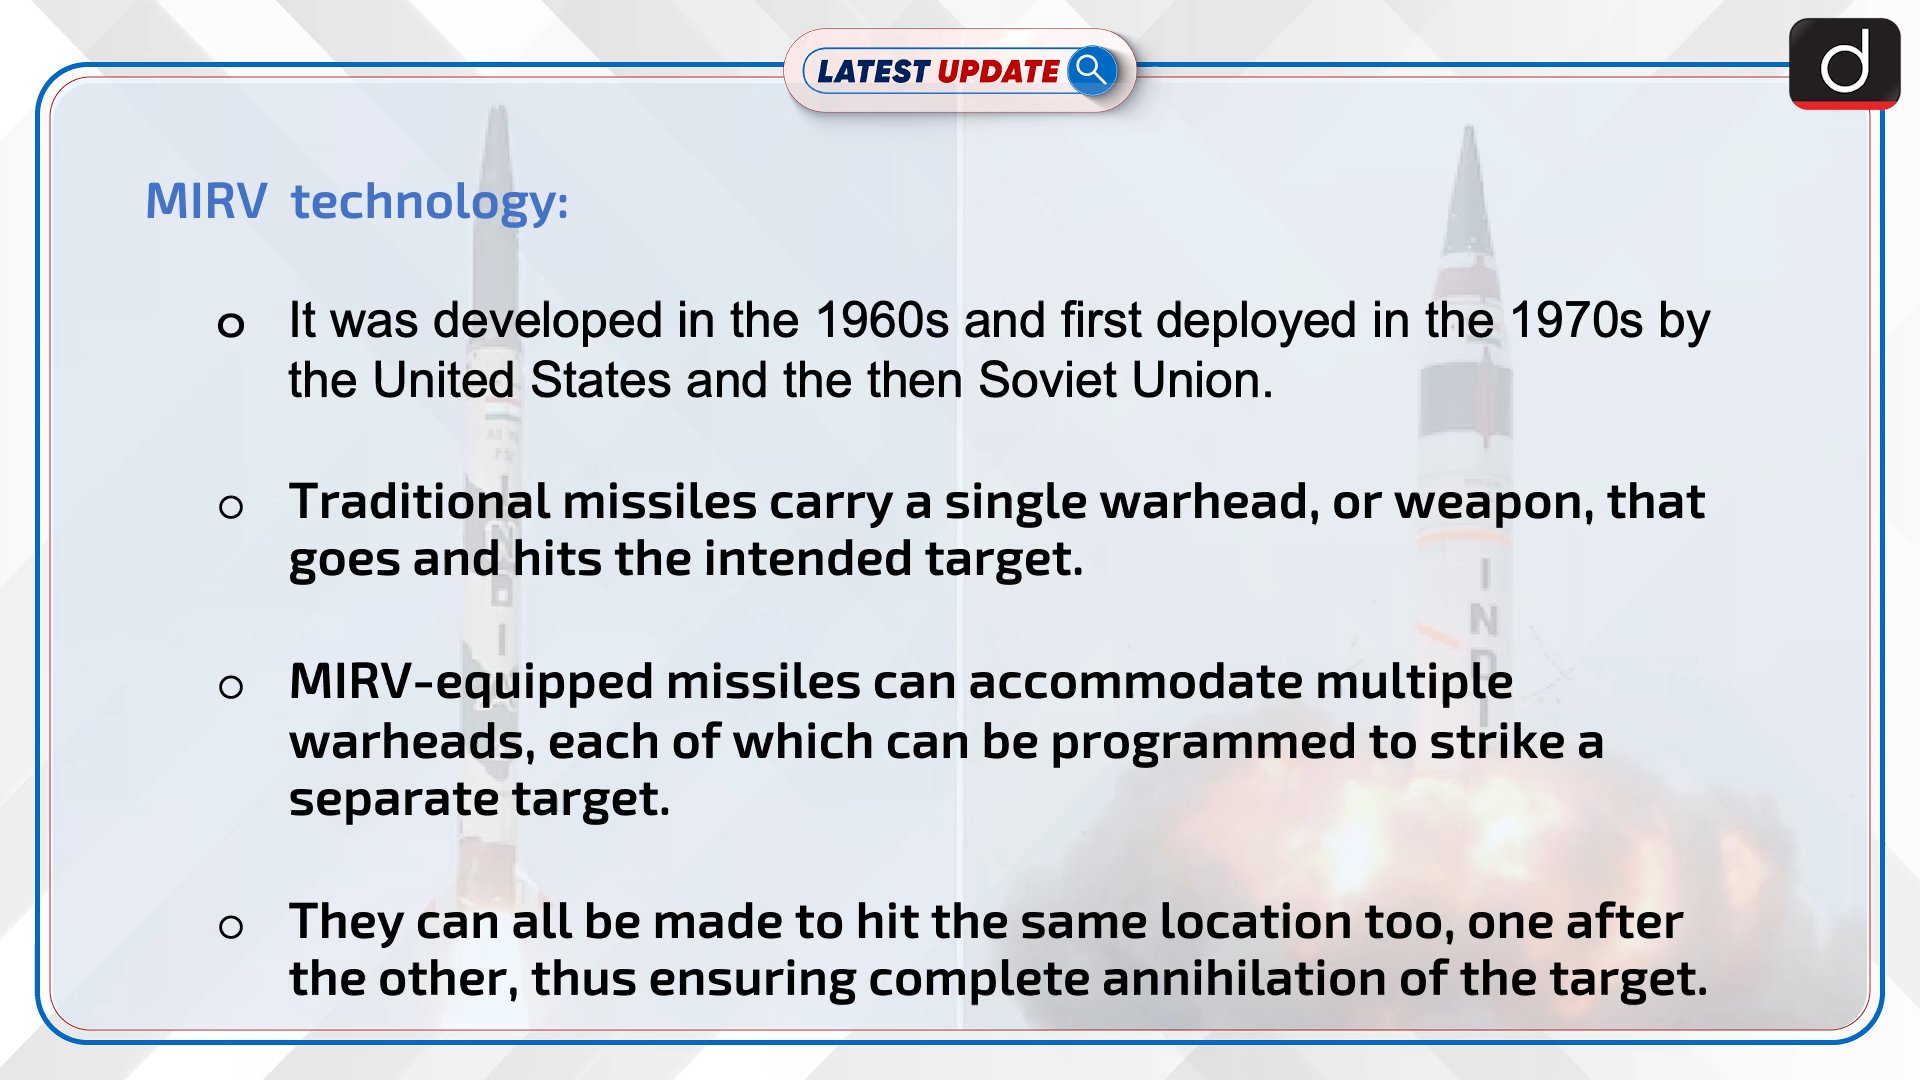 LATEST UPDATE
d
MIRV technology:
o It was developed in the 1960s and first deployed in the 1970s by
the United States and the then Soviet Union.
o Traditional missiles carry a single warhead, or weapon, that
goes and hits the intended target.
o MIRV-equipped missiles can accommodate multiple
warheads, each of which can be programmed to strike a
separate target.
o They can all be made to hit the same location too, one after
the other, thus ensuring complete annihilation of the target.